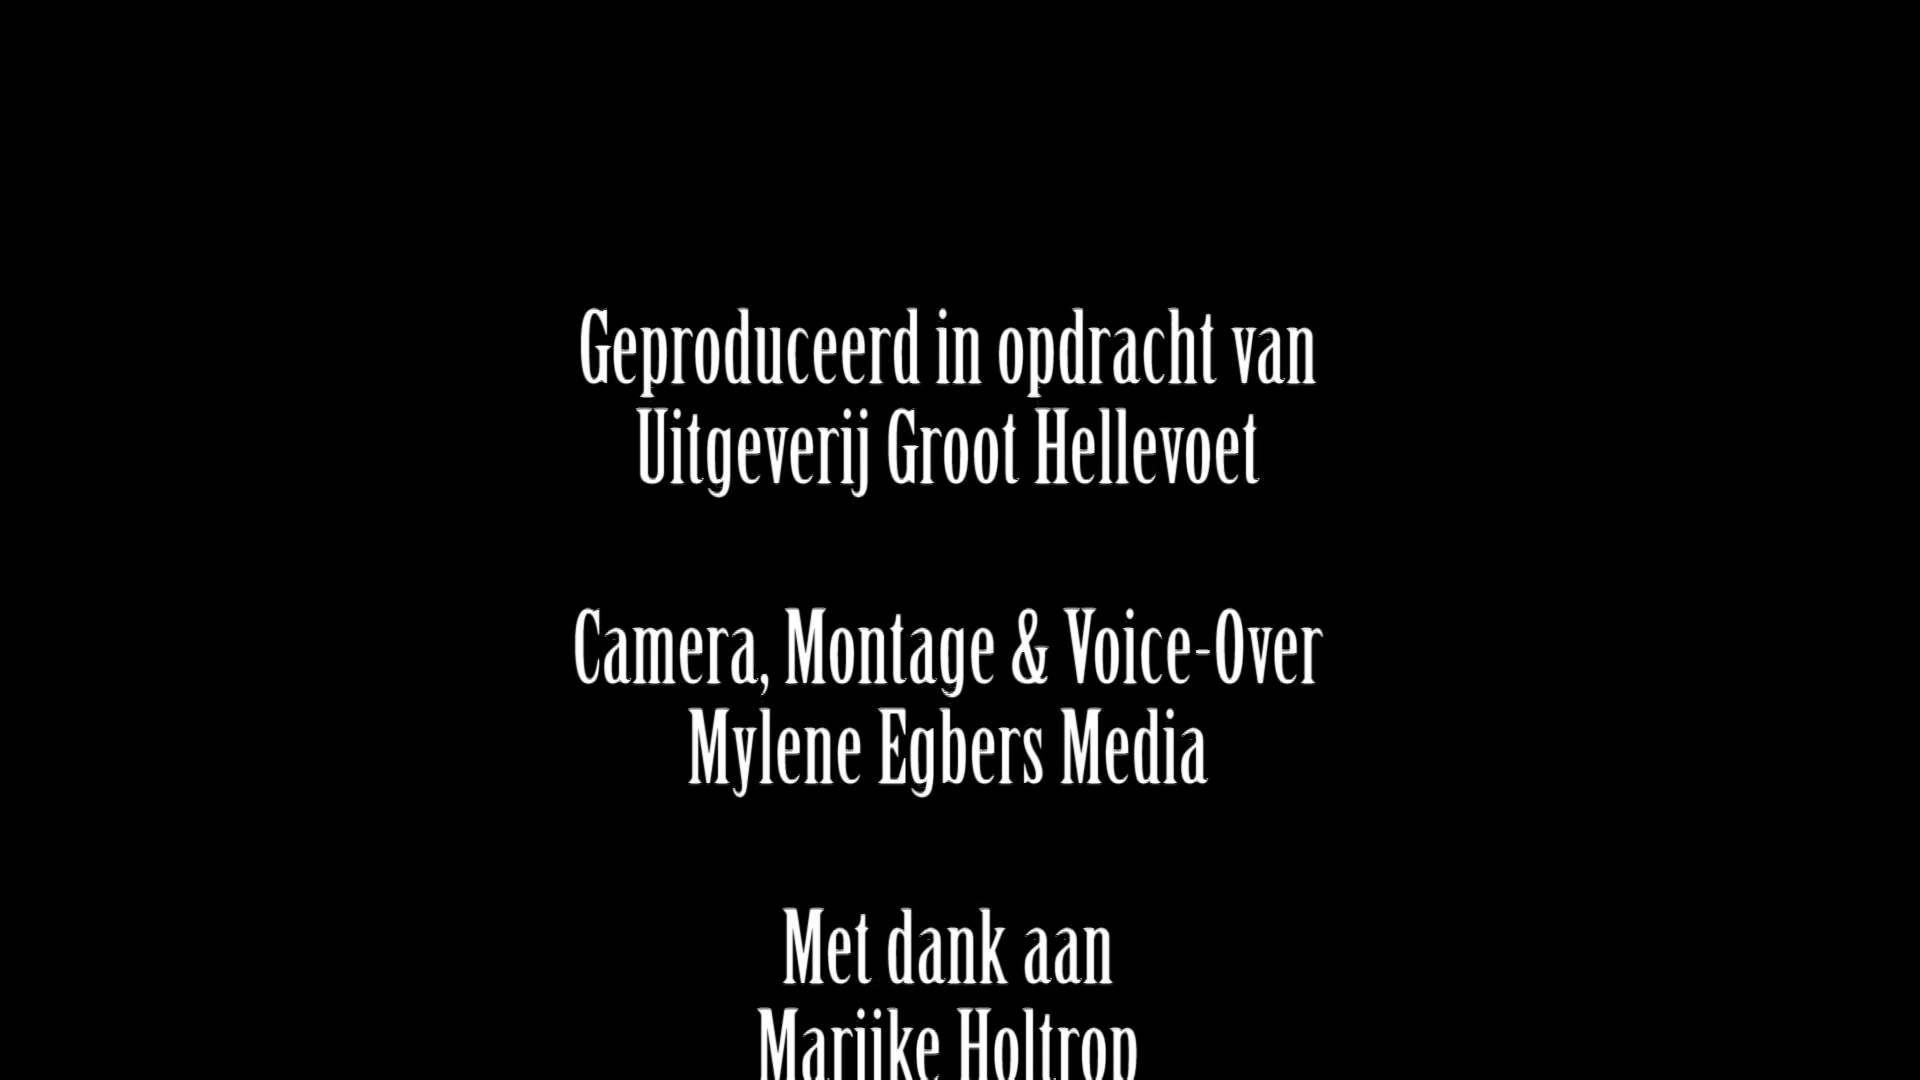 Geproduceerd in opdracht van
Uitgeverij Groot Hellevoet
Camera, Montage & Voice-Over
Mylene Egbers Media
Met dank aan
Marijke Holtrop